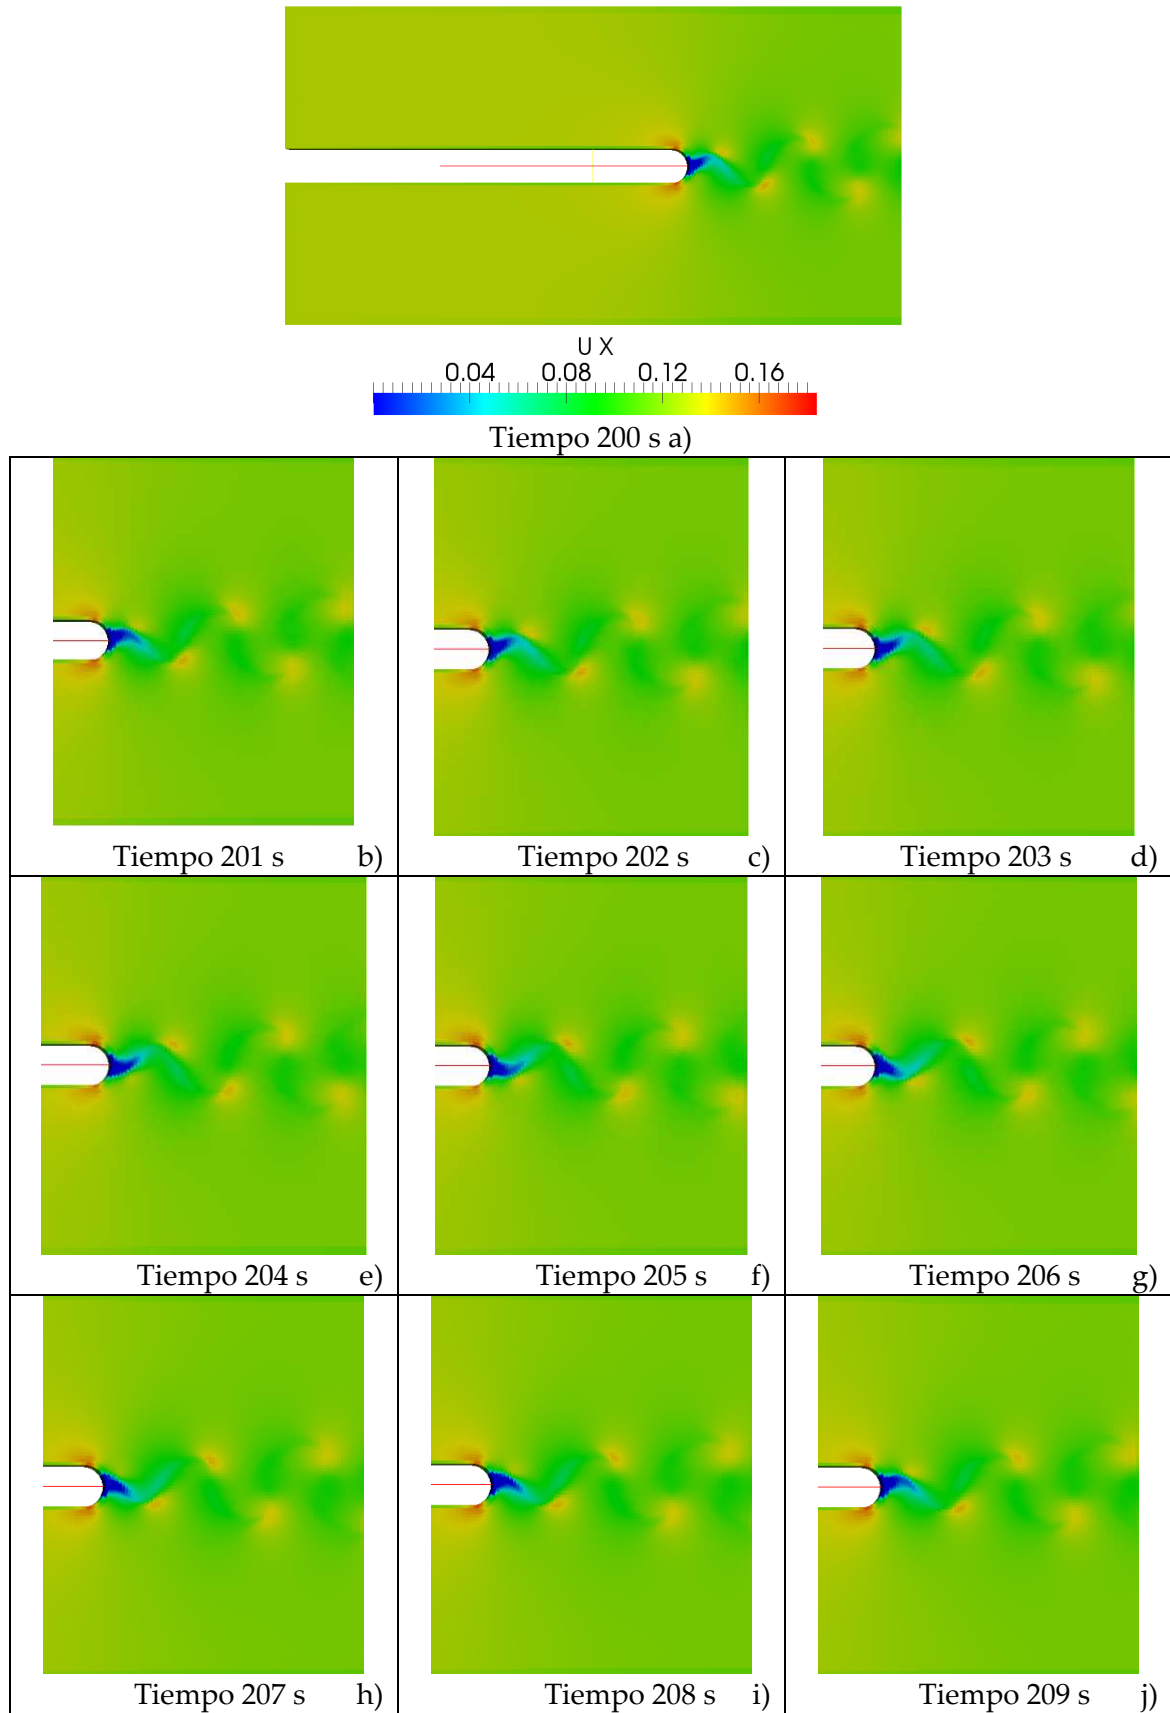 U X
0.04 0.08 0.12 0.16
Tiempo 200 s a)
Tiempo 201 s b)
Tiempo 202 s c)
Tiempo 203 s d)
Tiempo 204 s e)
Tiempo 205 s f)
Tiempo 206 s g)
Tiempo 207 s h)
Tiempo 208 s i)
Tiempo 209 s j)